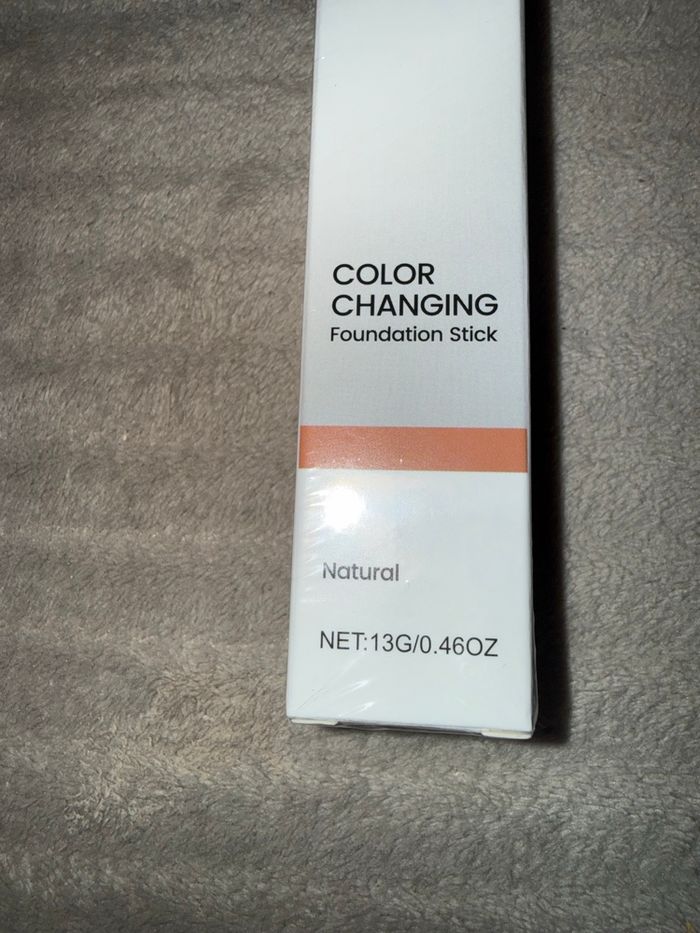 COLOR
CHANGING
Foundation Stick
Natural
NET:13G/0.46OZ